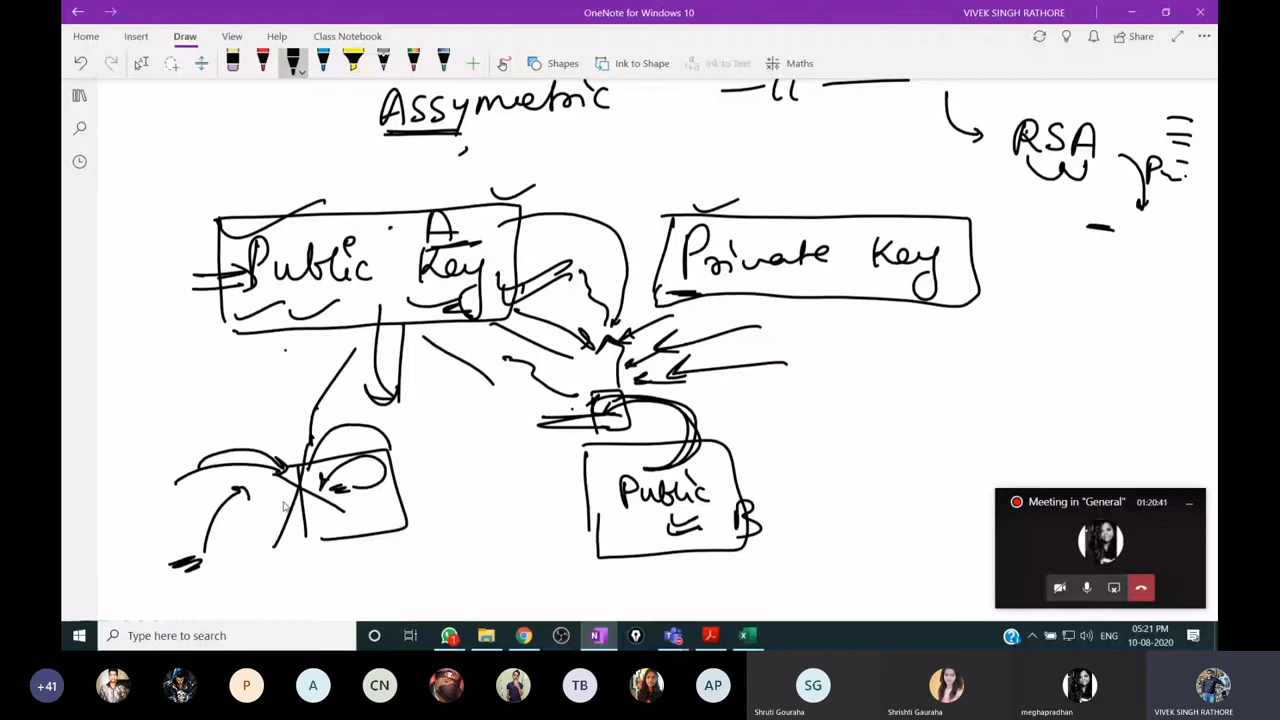 OneNote for Windows 10
VIVEK SINGH RATHORE
Home Insert Draw View Help Class Notebook
Share
Shapes
Ink to Shape
Ink to Text
Maths
Assymetric
RSA
A
Public Key
Private Key
Public
B
Meeting in "General"
01:20:41
Type here to search
1
ENG
05:21 PM
10-08-2020
+41
P
A
CN
TB
AP
SG
Shruti Gouraha
Shrishti Gauraha
meghapradhan
VIVEK SINGH RATHORE